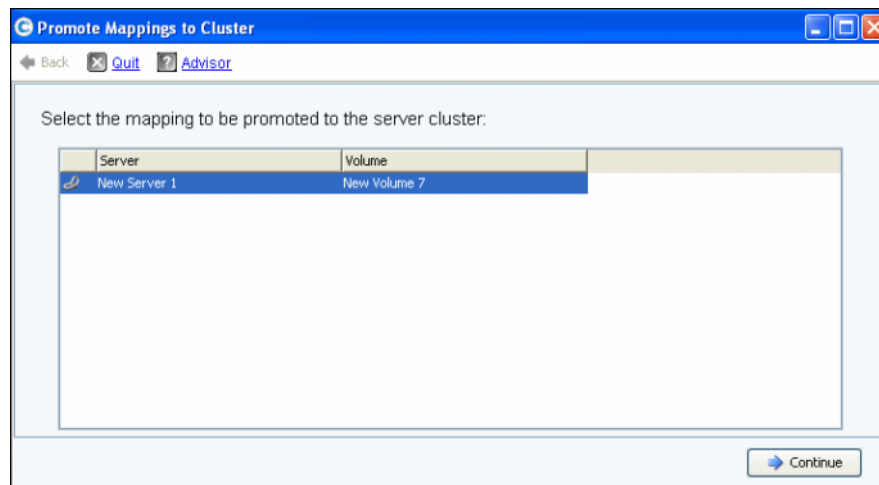 Promote Mappings to Cluster
Back Quit Advisor
Select the mapping to be promoted to the server cluster:
Server Volume
New Server 1 New Volume 7
Continue